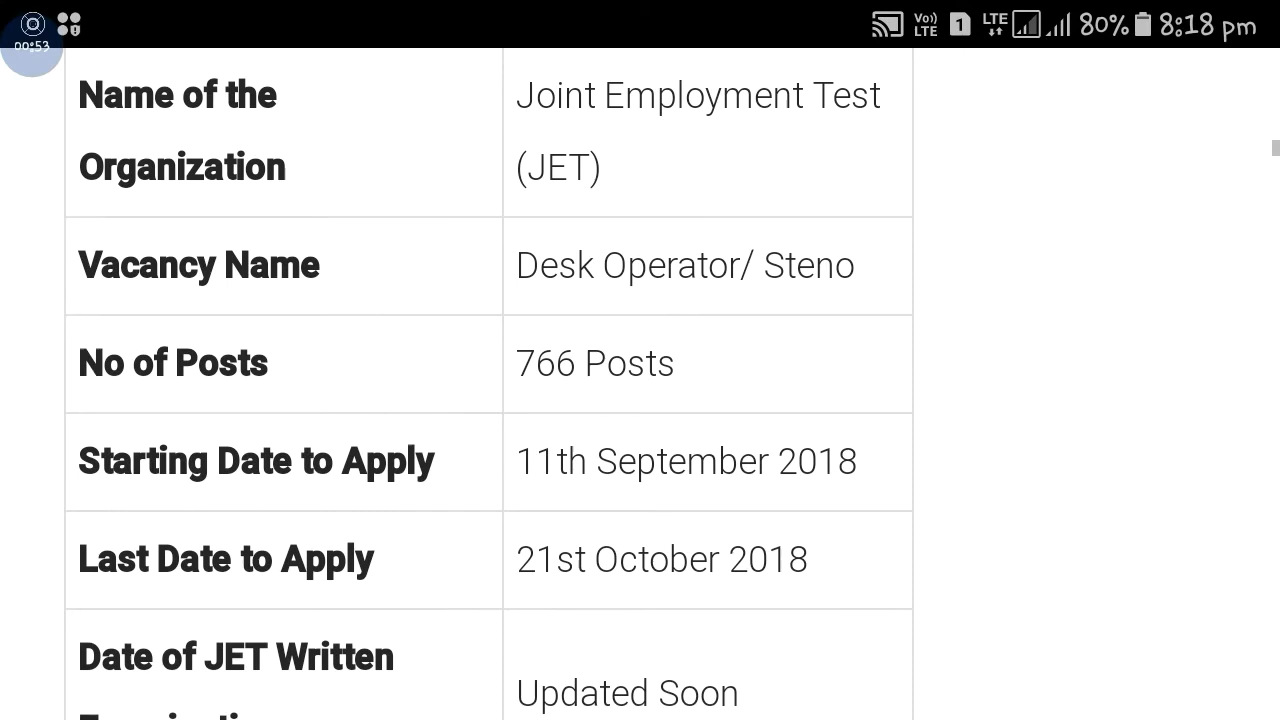 00:53 Vo)) LTE 1 LTE 80% 8:18 pm
Name of the
Organization
Joint Employment Test
(JET)
Vacancy Name Desk Operator/ Steno
No of Posts 766 Posts
Starting Date to Apply 11th September 2018
Last Date to Apply 21st October 2018
Date of JET Written
Updated Soon